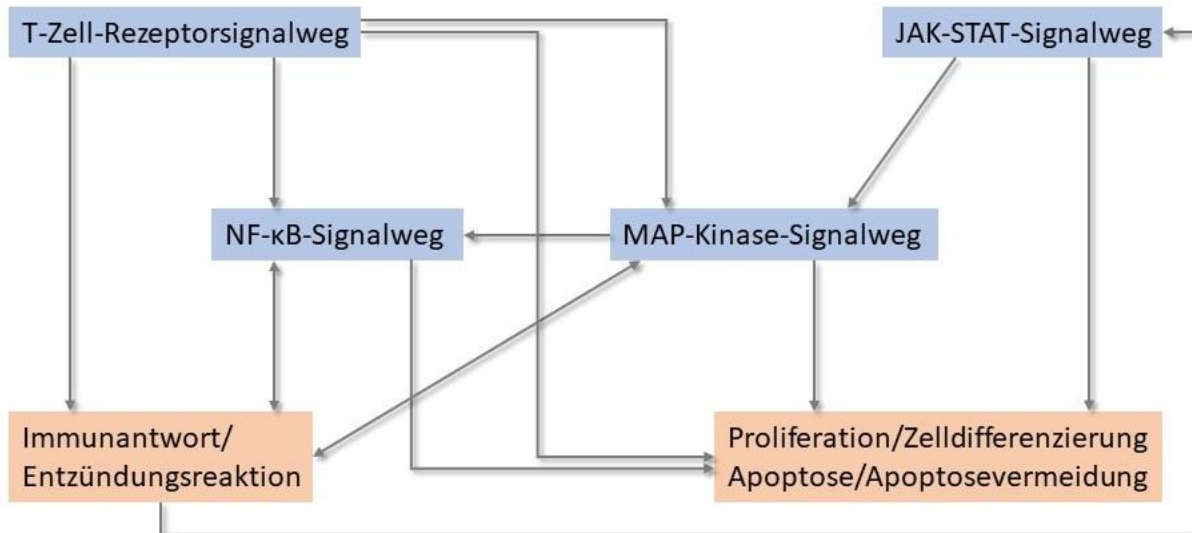 T-Zell-Rezeptorsignalweg
JAK-STAT-Signalweg
NF-κB-Signalweg
MAP-Kinase-Signalweg
Immunantwort/
Entzündungsreaktion
Proliferation/Zelldifferenzierung
Apoptose/Apoptosevermeidung